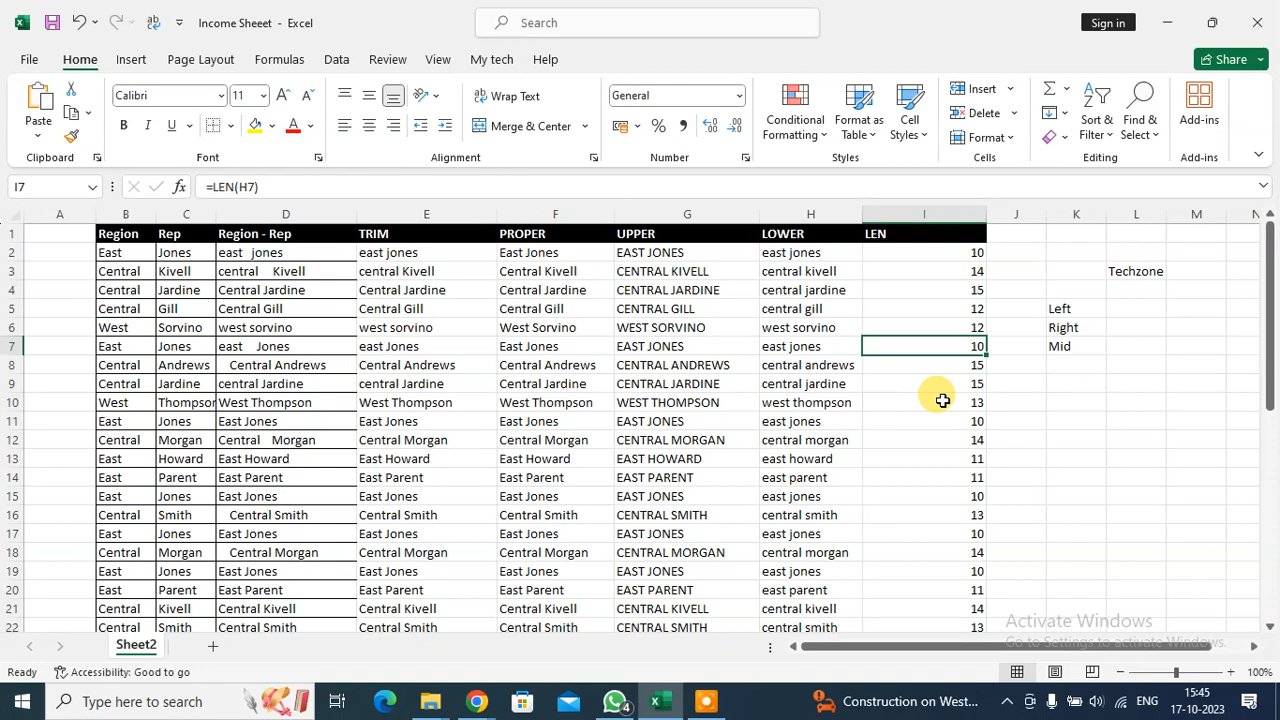 Income Sheeet - Excel
Search
Sign in
File Home Insert Page Layout Formulas Data Review View My tech Help
Share
Paste
Calibri 11
B I U
Wrap Text
Merge & Center
General
Conditional Formatting
Format as Table
Cell Styles
Insert
Delete
Format
Sort & Filter
Find & Select
Add-ins
Clipboard Font Alignment Number Styles Cells Editing Add-ins
I7 fx =LEN(H7)
A B C D E F G H I J K L M N
1 Region Rep Region - Rep TRIM PROPER UPPER LOWER LEN
2 East Jones east jones east jones East Jones EAST JONES east jones 10
3 Central Kivell central Kivell central Kivell Central Kivell CENTRAL KIVELL central kivell 14 Techzone
4 Central Jardine Central Jardine Central Jardine Central Jardine CENTRAL JARDINE central jardine 15
5 Central Gill Central Gill Central Gill Central Gill CENTRAL GILL central gill 12 Left
6 West Sorvino west sorvino west sorvino West Sorvino WEST SORVINO west sorvino 12 Right
7 East Jones east Jones east Jones East Jones EAST JONES east jones 10 Mid
8 Central Andrews Central Andrews Central Andrews Central Andrews CENTRAL ANDREWS central andrews 15
9 Central Jardine central Jardine central Jardine Central Jardine CENTRAL JARDINE central jardine 15
10 West Thompson West Thompson West Thompson West Thompson WEST THOMPSON west thompson 13
11 East Jones East Jones East Jones East Jones EAST JONES east jones 10
12 Central Morgan Central Morgan Central Morgan Central Morgan CENTRAL MORGAN central morgan 14
13 East Howard East Howard East Howard East Howard EAST HOWARD east howard 11
14 East Parent East Parent East Parent East Parent EAST PARENT east parent 11
15 East Jones East Jones East Jones East Jones EAST JONES east jones 10
16 Central Smith Central Smith Central Smith Central Smith CENTRAL SMITH central smith 13
17 East Jones East Jones East Jones East Jones EAST JONES east jones 10
18 Central Morgan Central Morgan Central Morgan Central Morgan CENTRAL MORGAN central morgan 14
19 East Jones East Jones East Jones East Jones EAST JONES east jones 10
20 East Parent East Parent East Parent East Parent EAST PARENT east parent 11
21 Central Kivell Central Kivell Central Kivell Central Kivell CENTRAL KIVELL central kivell 14
22 Central Smith Central Smith Central Smith Central Smith CENTRAL SMITH central smith 13
Activate Windows
Go to Settings to activate Windows.
Sheet2
Ready Accessibility: Good to go 100%
Type here to search 4 Construction on West... ENG 15:45
17-10-2023